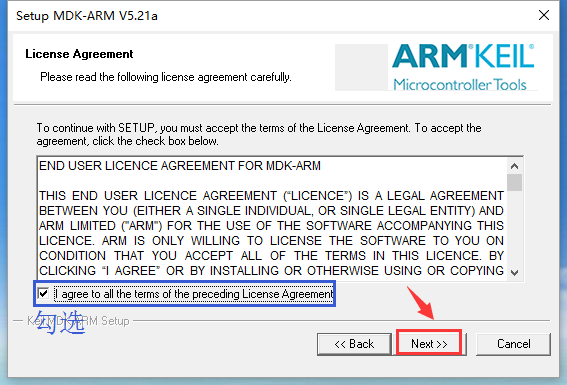 Setup MDK-ARM V5.21a
License Agreement
Please read the following license agreement carefully.
ARM®KEIL®
Microcontroller Tools
To continue with SETUP, you must accept the terms of the License Agreement. To accept the
agreement, click the check box below.
END USER LICENCE AGREEMENT FOR MDK-ARM
THIS END USER LICENCE AGREEMENT (“LICENCE”) IS A LEGAL AGREEMENT
BETWEEN YOU (EITHER A SINGLE INDIVIDUAL, OR SINGLE LEGAL ENTITY) AND
ARM LIMITED ("ARM") FOR THE USE OF THE SOFTWARE ACCOMPANYING THIS
LICENCE. ARM IS ONLY WILLING TO LICENSE THE SOFTWARE TO YOU ON
CONDITION THAT YOU ACCEPT ALL OF THE TERMS IN THIS LICENCE. BY
CLICKING “I AGREE” OR BY INSTALLING OR OTHERWISE USING OR COPYING
I agree to all the terms of the preceding License Agreement
Keil MDK-ARM Setup
勾选
<< Back
Next >>
Cancel